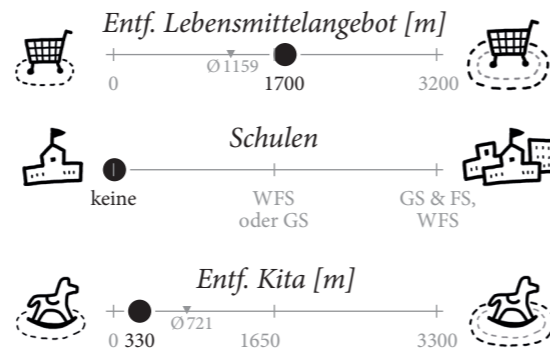 Entf. Lebensmittelangebot [m]
Ø 1159
0 1700 3200
Schulen
keine WFS GS & FS,
oder GS WFS
Entf. Kita [m]
Ø 721
0 330 1650 3300